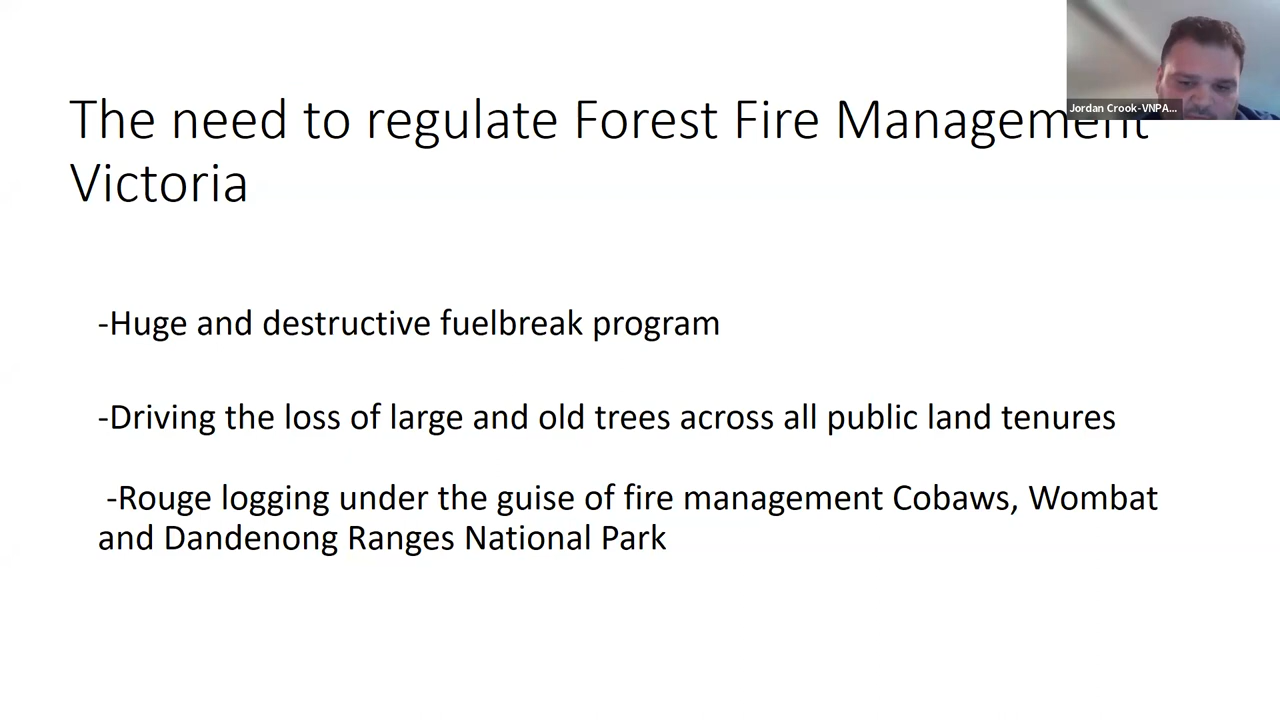 The need to regulate Forest Fire Management
Victoria
-Huge and destructive fuelbreak program
-Driving the loss of large and old trees across all public land tenures
-Rouge logging under the guise of fire management Cobaws, Wombat
and Dandenong Ranges National Park
Jordan Crook-VNPA...